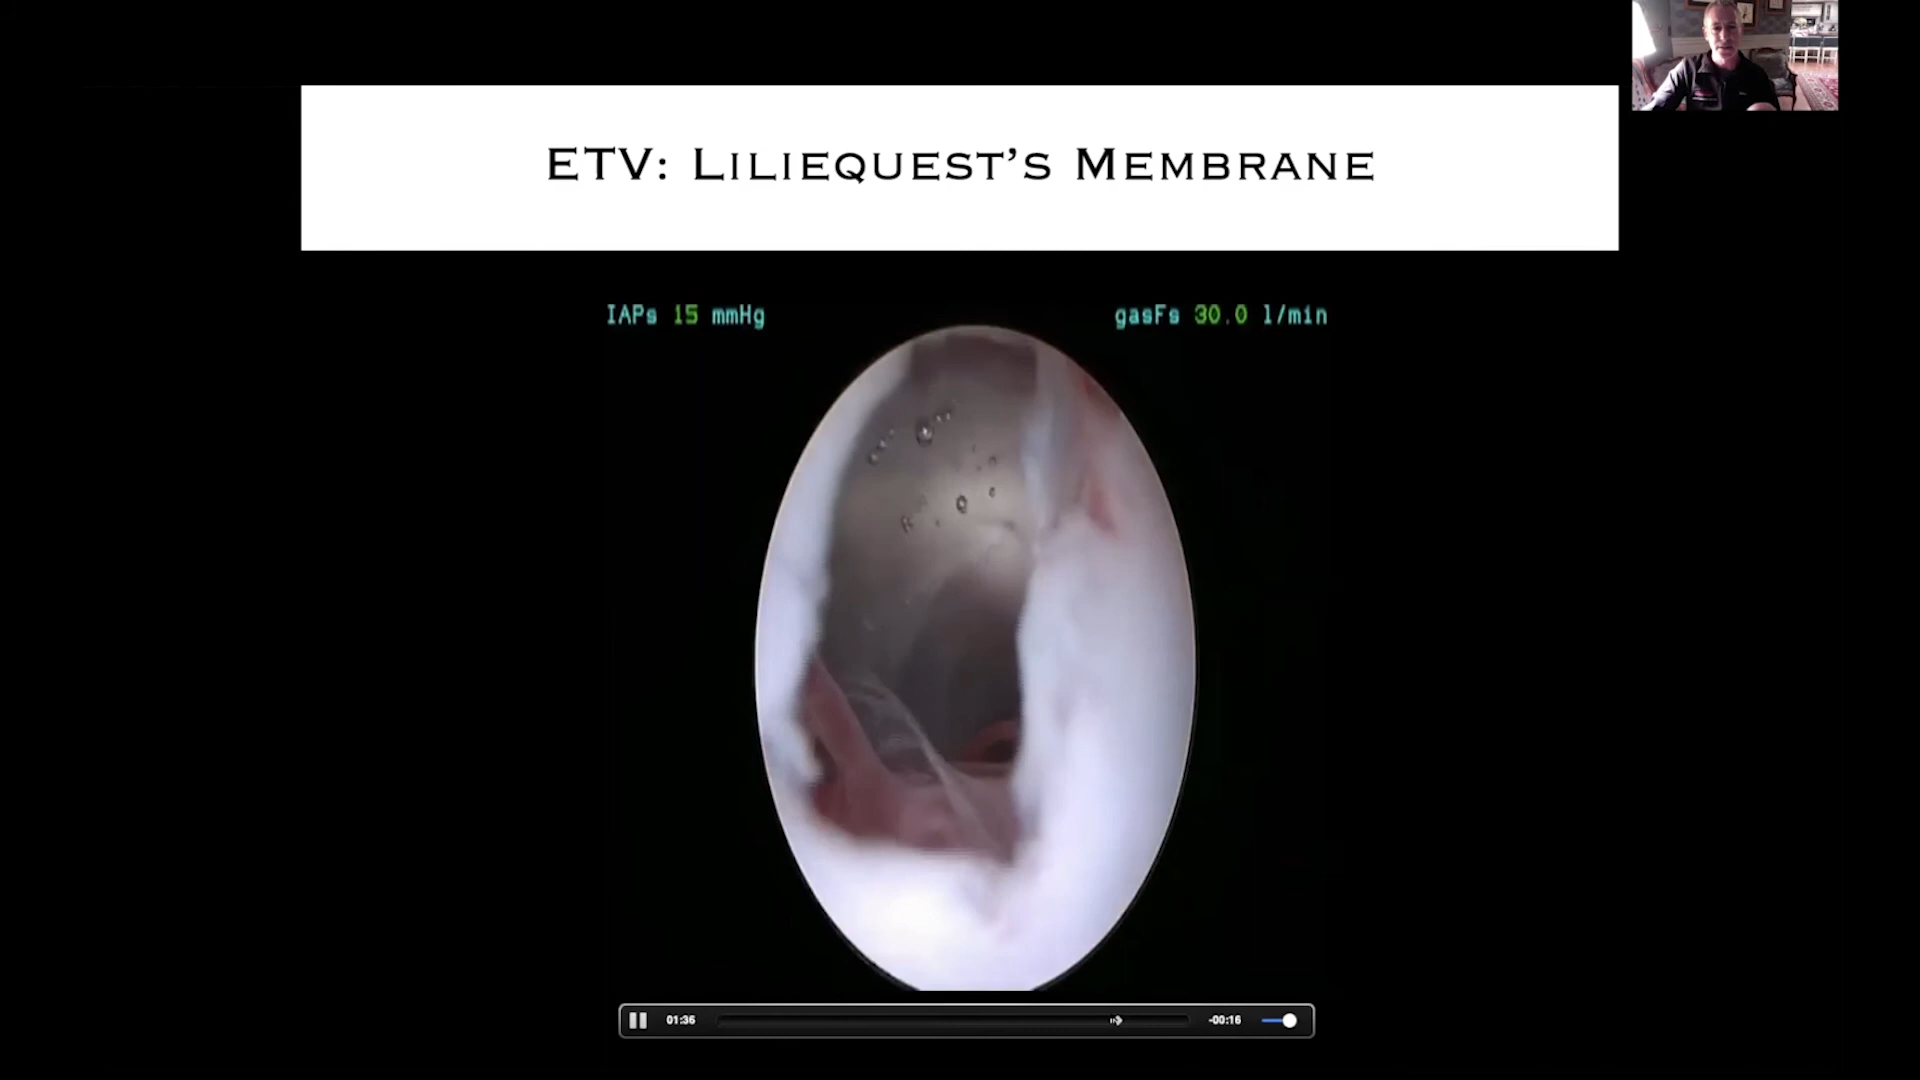 ETV: LILIEQUEST'S MEMBRANE
IAPs 15 mmHg
gasFs 30.0 l/min
01:36
-00:16